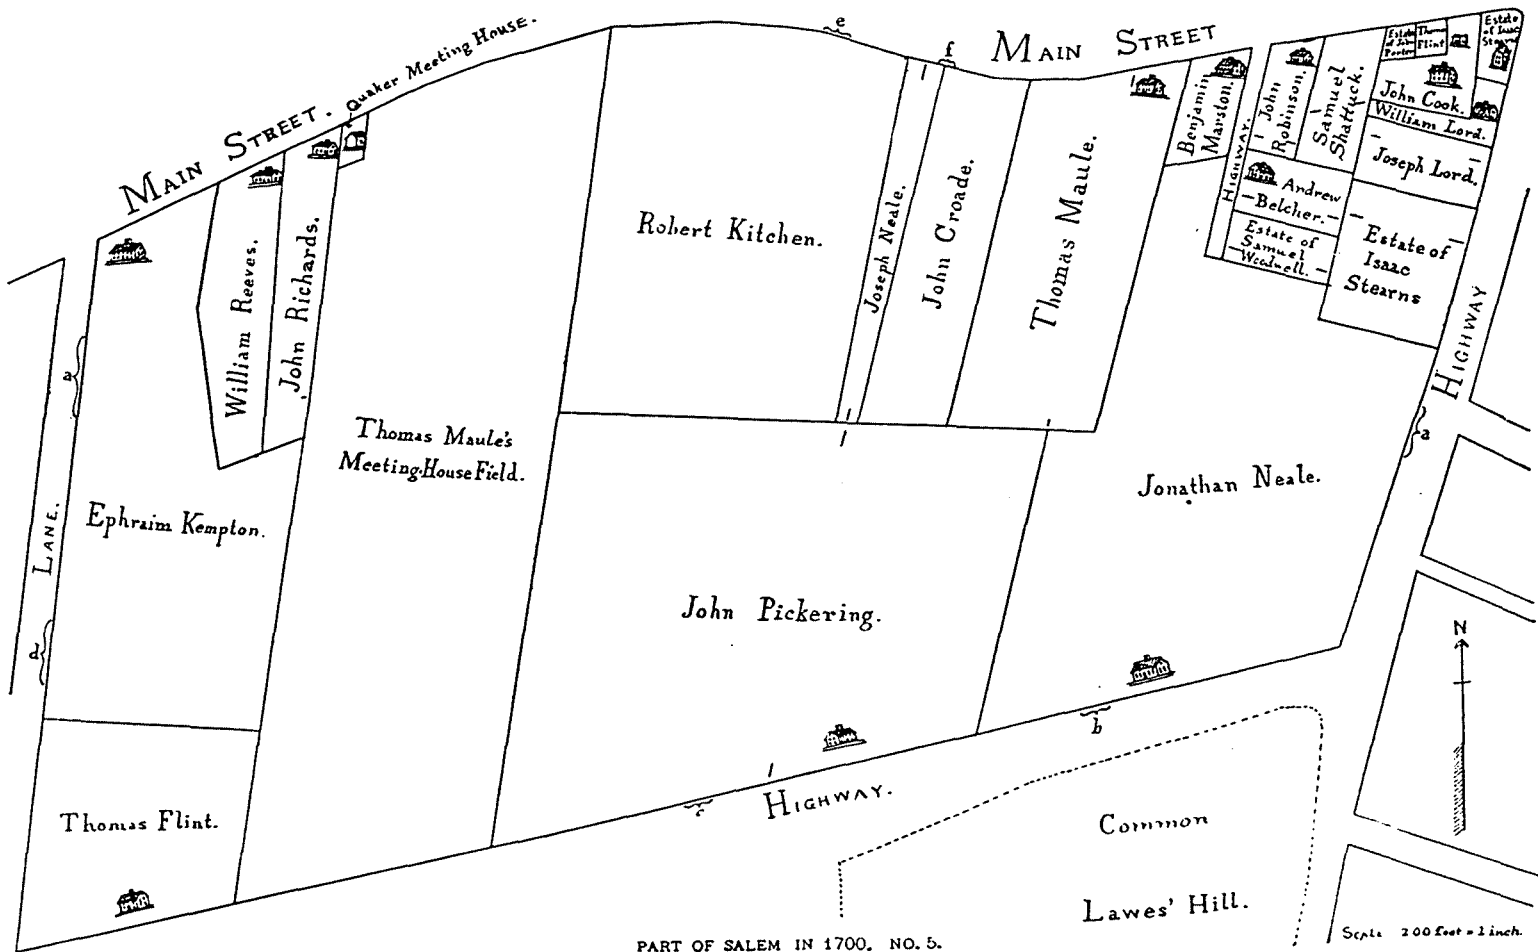 MAIN STREET.
Quaker Meeting House.
e
f
MAIN STREET
Benjamin
Marston.
HIGHWAY.
John
Robinson.
Samuel
Shattuck.
Estate
of John
Porter
Thomas
Flint
Estate
of Isaac
Stearns
John Cook.
William Lord.
Joseph Lord.
Andrew
Belcher.
Estate of
Samuel
Woodwell.
Estate of
Isaac
Stearns
HIGHWAY
a
William Reeves.
John Richards.
Robert Kitchen.
Joseph Neale.
John Croade.
Thomas Maule.
Thomas Maule's
Meeting-House Field.
a
LANE.
d
Ephraim Kempton.
Jonathan Neale.
John Pickering.
N
b
c
HIGHWAY.
Thomas Flint.
Common
Lawes' Hill.
PART OF SALEM IN 1700. NO. 5.
Scale 200 feet = 1 inch.